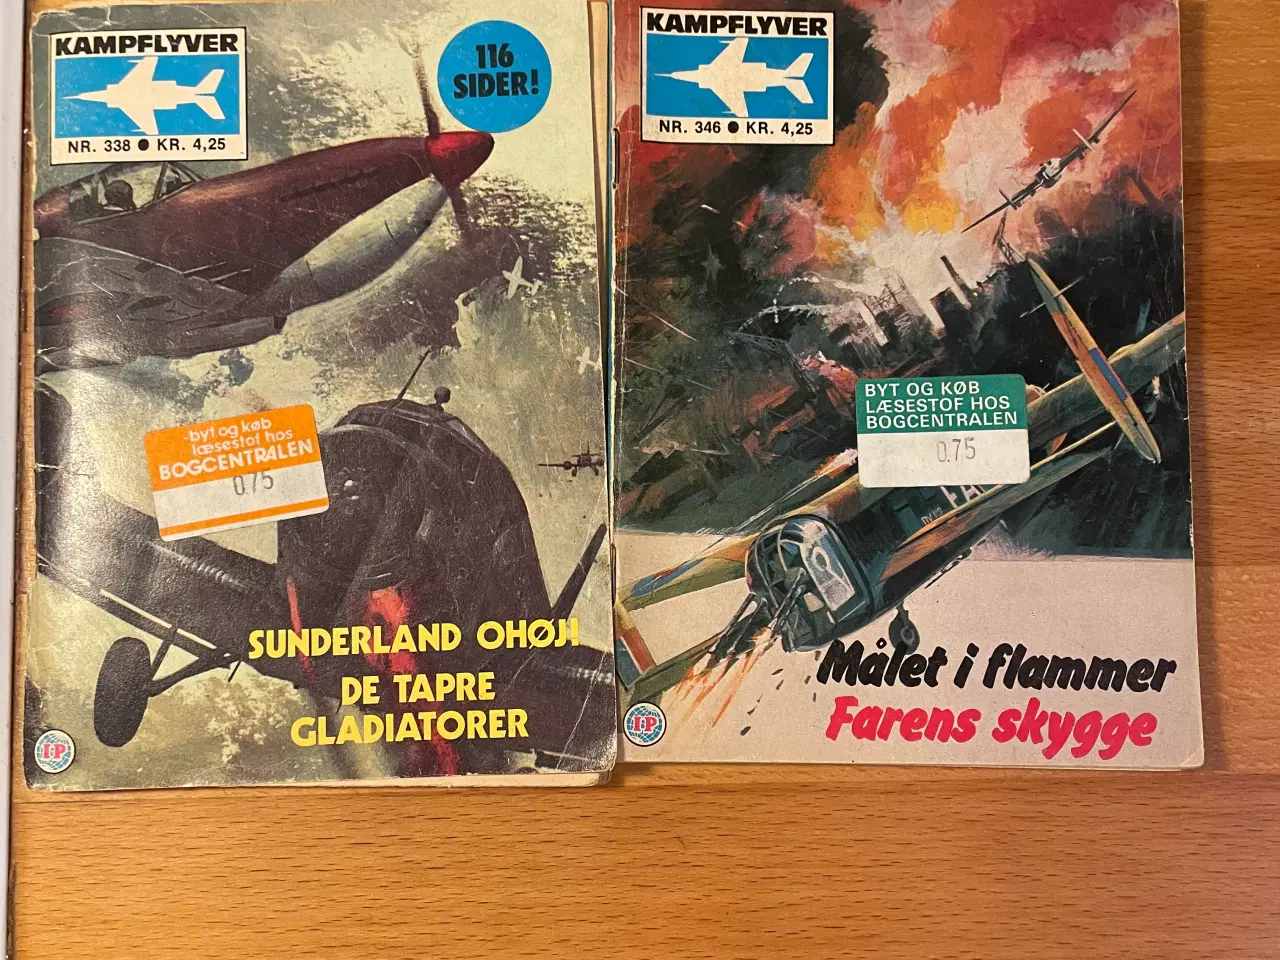 KAMPFLYVER
NR. 338 ● KR. 4,25
116
SIDER!
byt og køb
læsestof hos
BOGCENTRALEN
0.75
SUNDERLAND OHØJ!
DE TAPRE
GLADIATORER
I·P
KAMPFLYVER
NR. 346 ● KR. 4,25
BYT OG KØB
LÆSESTOF HOS
BOGCENTRALEN
0.75
Målet i flammer
Farens skygge
I·P